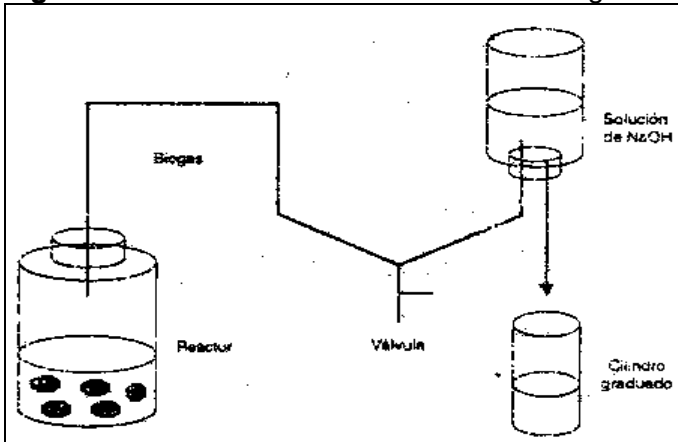 Solución
de NaOH
Biogas
Reactor
Válvula
Cilindro
graduado